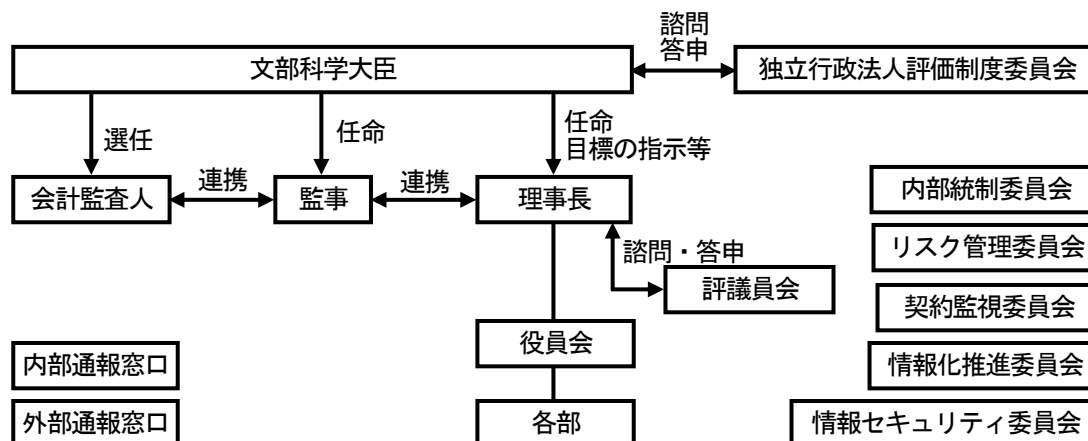 諮問
答申
文部科学大臣
独立行政法人評価制度委員会
選任
任命
任命
目標の指示等
会計監査人
連携
監事
連携
理事長
内部統制委員会
リスク管理委員会
諮問・答申
評議員会
契約監視委員会
役員会
内部通報窓口
情報化推進委員会
外部通報窓口
各部
情報セキュリティ委員会